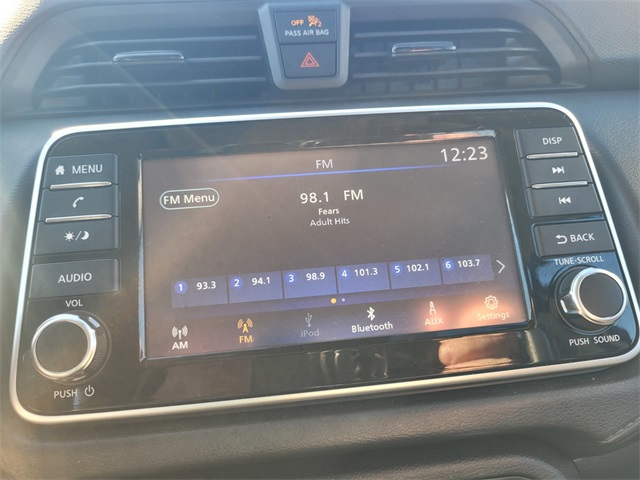 OFF
PASS AIR BAG
MENU
AUDIO
VOL
PUSH
FM
12:23
FM Menu
98.1 FM
Fears
Adult Hits
1 93.3
2 94.1
3 98.9
4 101.3
5 102.1
6 103.7
AM
FM
iPod
Bluetooth
AUX
Settings
DISP
BACK
TUNE·SCROLL
PUSH SOUND